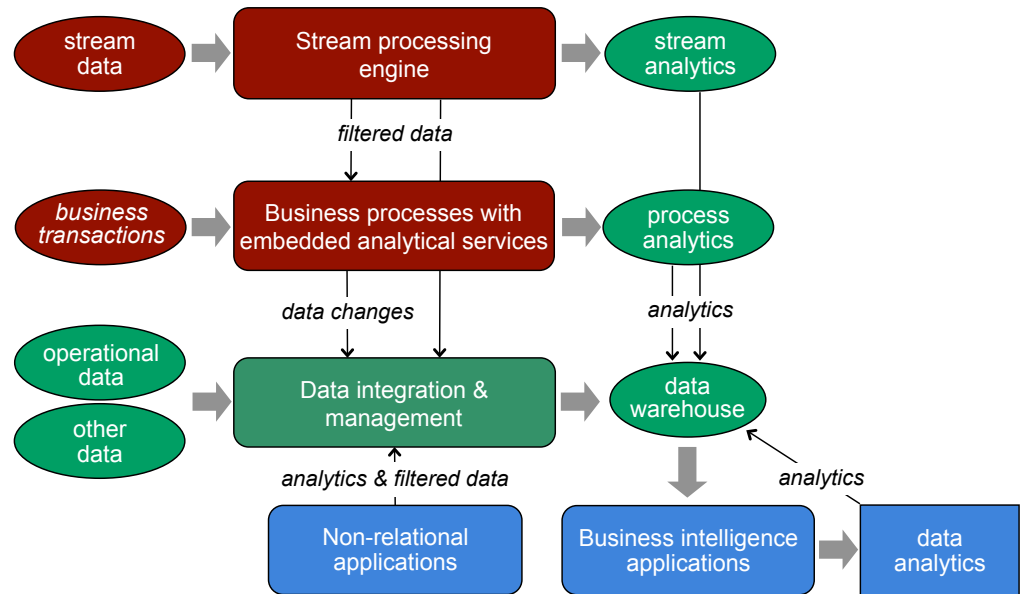 stream
data
Stream processing
engine
stream
analytics
filtered data
business
transactions
Business processes with
embedded analytical services
process
analytics
data changes
analytics
operational
data
other
data
Data integration &
management
data
warehouse
analytics & filtered data
analytics
Non-relational
applications
Business intelligence
applications
data
analytics